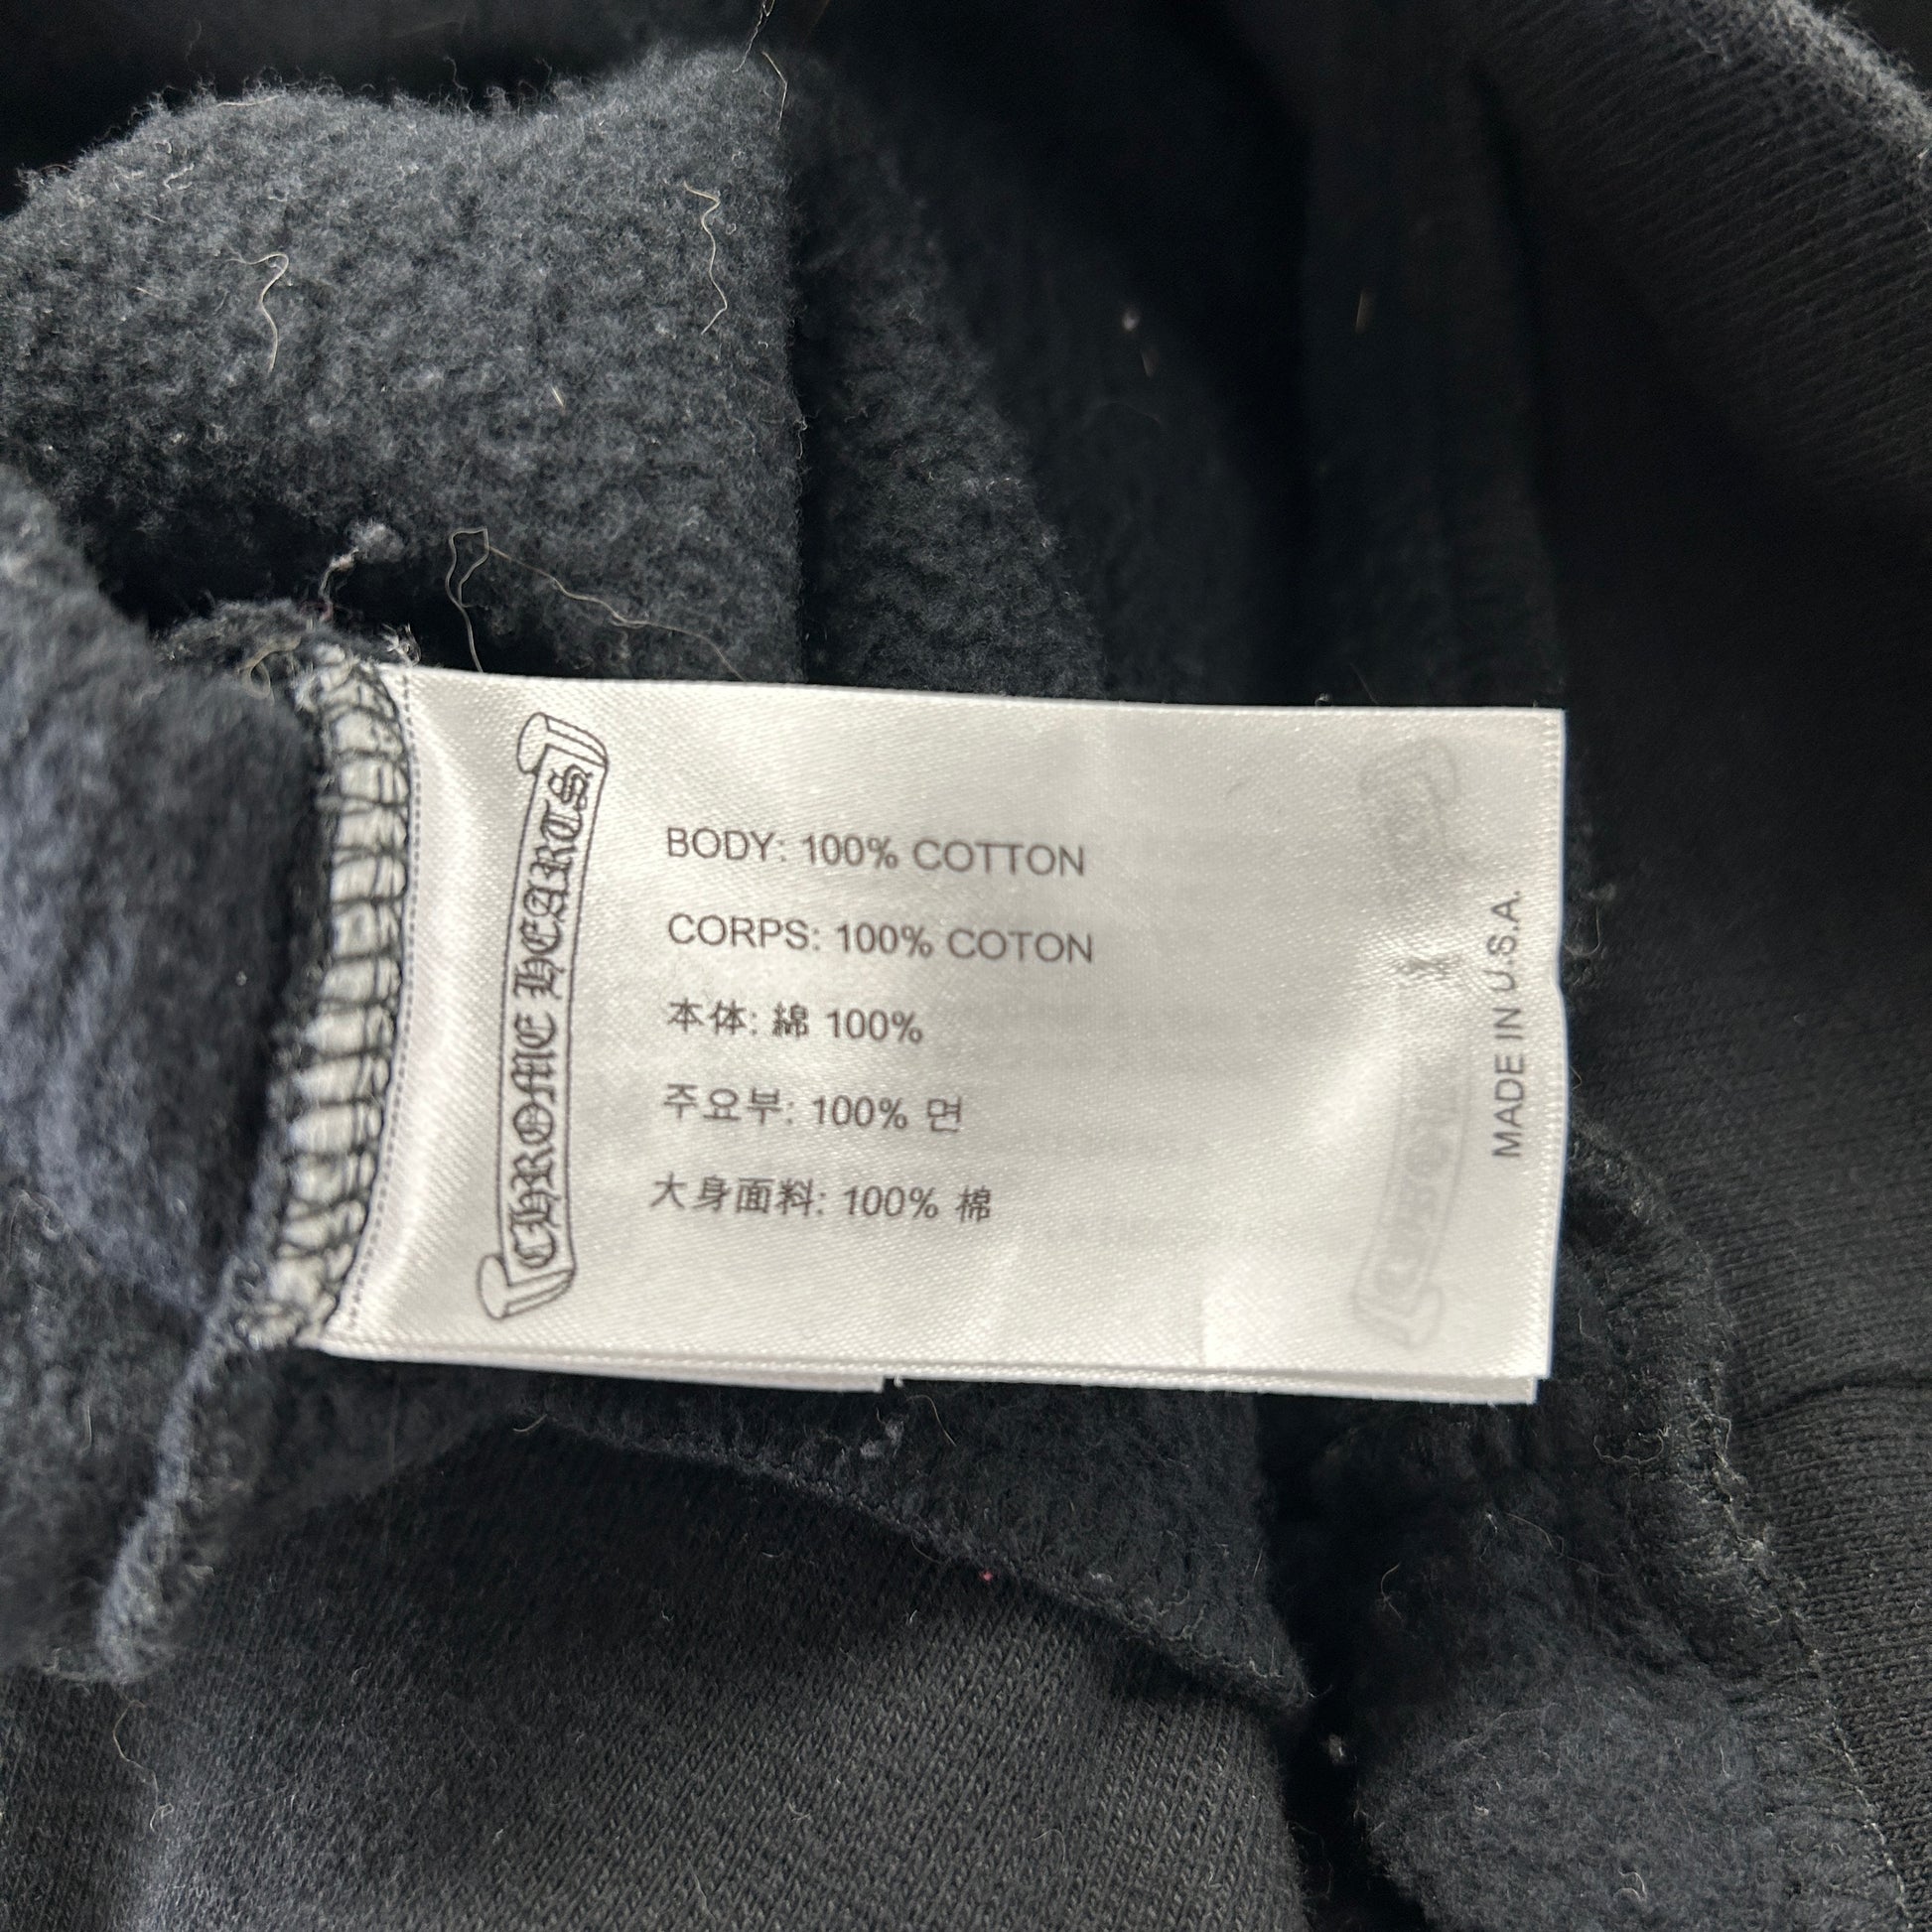 CHROME HEARTS
BODY: 100% COTTON
CORPS: 100% COTON
本体: 綿 100%
주요부: 100% 면
大身面料: 100% 棉
MADE IN U.S.A.